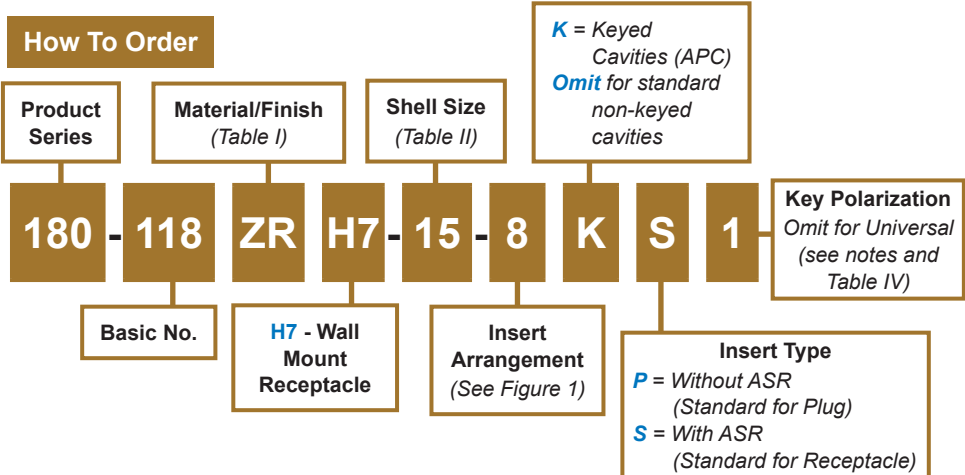 How To Order
K = Keyed
Cavities (APC)
Omit for standard
non-keyed
cavities
Product
Series
Material/Finish
(Table I)
Shell Size
(Table II)
180 - 118 ZR H7 - 15 - 8 K S 1
Key Polarization
Omit for Universal
(see notes and
Table IV)
Basic No.
H7 - Wall
Mount
Receptacle
Insert
Arrangement
(See Figure 1)
Insert Type
P = Without ASR
(Standard for Plug)
S = With ASR
(Standard for Receptacle)